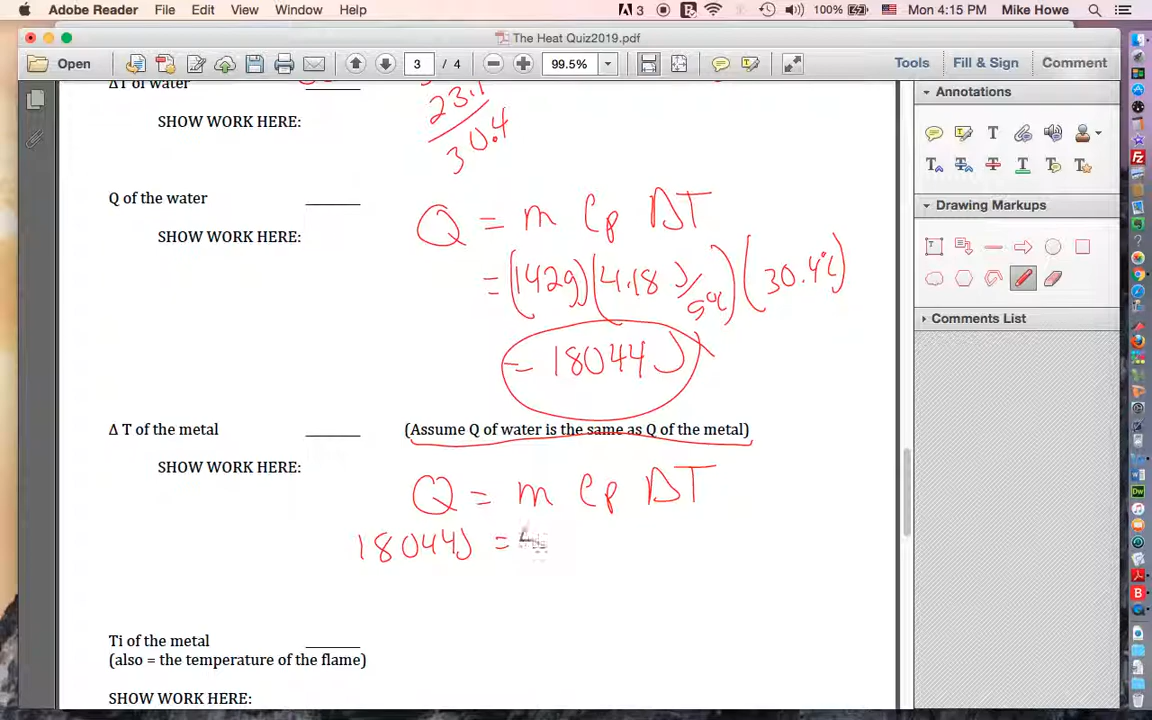 Adobe Reader File Edit View Window Help 3 100% Mon 4:15 PM Mike Howe
The Heat Quiz2019.pdf
Open 3 / 4 99.5% Tools Fill & Sign Comment
Annotations
Drawing Markups
Comments List
ΔT of water
23.1
30.4
SHOW WORK HERE:
Q of the water
SHOW WORK HERE:
Q = m Cp ΔT
= (142g)(4.18 J/g°C)(30.4°C)
= 18044J
Δ T of the metal (Assume Q of water is the same as Q of the metal)
SHOW WORK HERE:
Q = m Cp ΔT
18044J =
Ti of the metal
(also = the temperature of the flame)
SHOW WORK HERE: